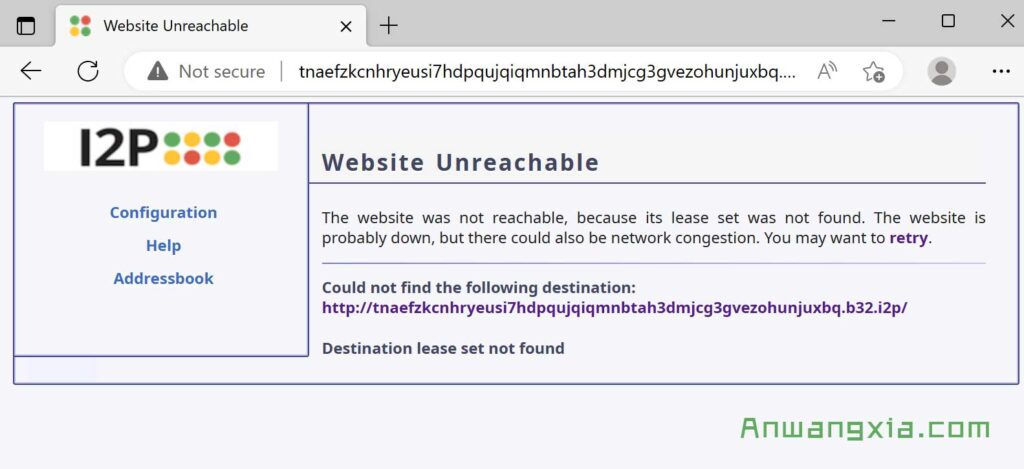 Website Unreachable
Not secure
tnaefzkcnhryeusi7hdpqujqiqmnbtah3dmjcg3gvezohunjuxbq....
I2P
Configuration
Help
Addressbook
Website Unreachable
The website was not reachable, because its lease set was not found. The website is
probably down, but there could also be network congestion. You may want to retry.
Could not find the following destination:
http://tnaefzkcnhryeusi7hdpqujqiqmnbtah3dmjcg3gvezohunjuxbq.b32.i2p/
Destination lease set not found
Anwangxia.com